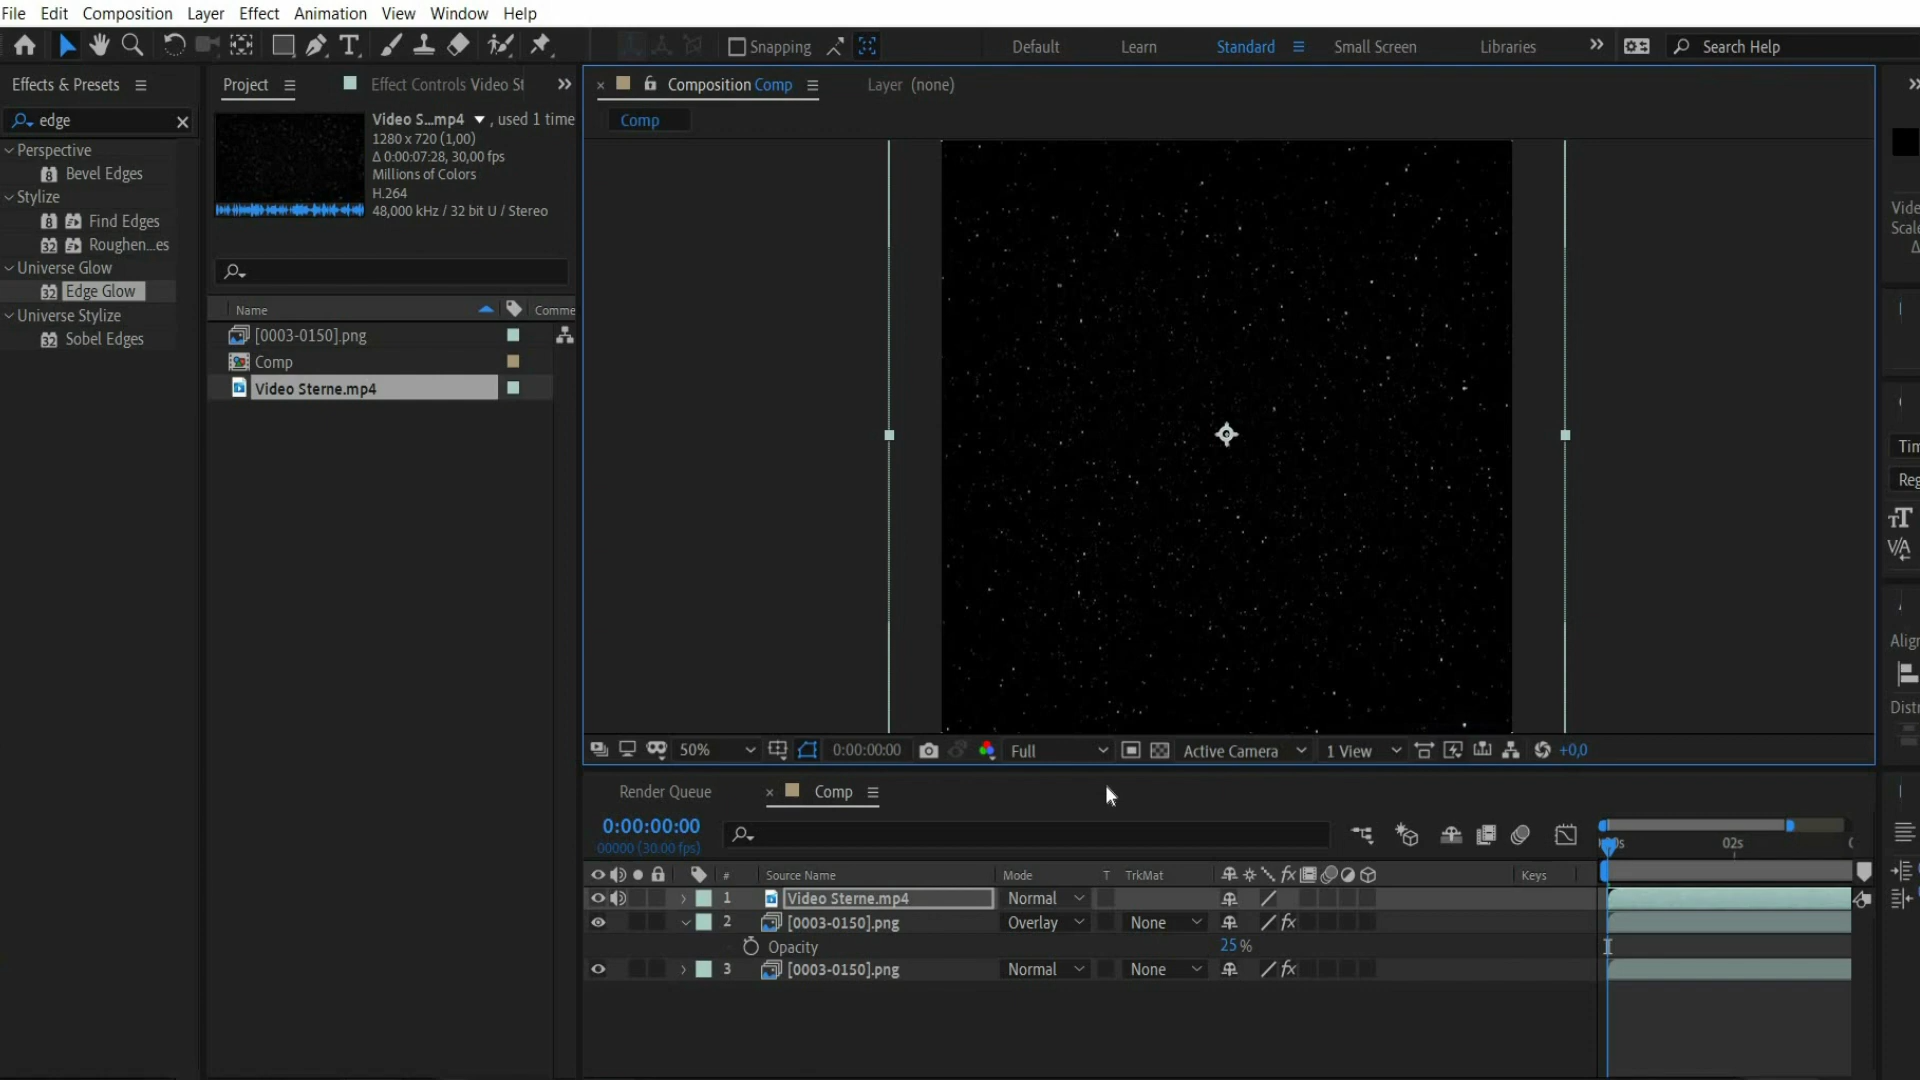 File Edit Composition Layer Effect Animation View Window Help
Snapping Default Learn Standard Small Screen Libraries Search Help
Effects & Presets
edge
Perspective
Bevel Edges
Stylize
Find Edges
Roughen...es
Universe Glow
Edge Glow
Universe Stylize
Sobel Edges
Project Effect Controls Video St
Video S...mp4 , used 1 time
1280 x 720 (1,00)
Δ 0:00:07:28, 30,00 fps
Millions of Colors
H.264
48,000 kHz / 32 bit U / Stereo
Name Comme
[0003-0150].png
Comp
Video Sterne.mp4
Composition Comp Layer (none)
Comp
50% 0:00:00:00 Full Active Camera 1 View +0,0
Vide
Scale
Tim
Reg
Align
Distr
Render Queue Comp
0:00:00:00
00000 (30.00 fps)
02s
# Source Name Mode T TrkMat Keys
1 Video Sterne.mp4 Normal
2 [0003-0150].png Overlay None
Opacity 25 %
3 [0003-0150].png Normal None